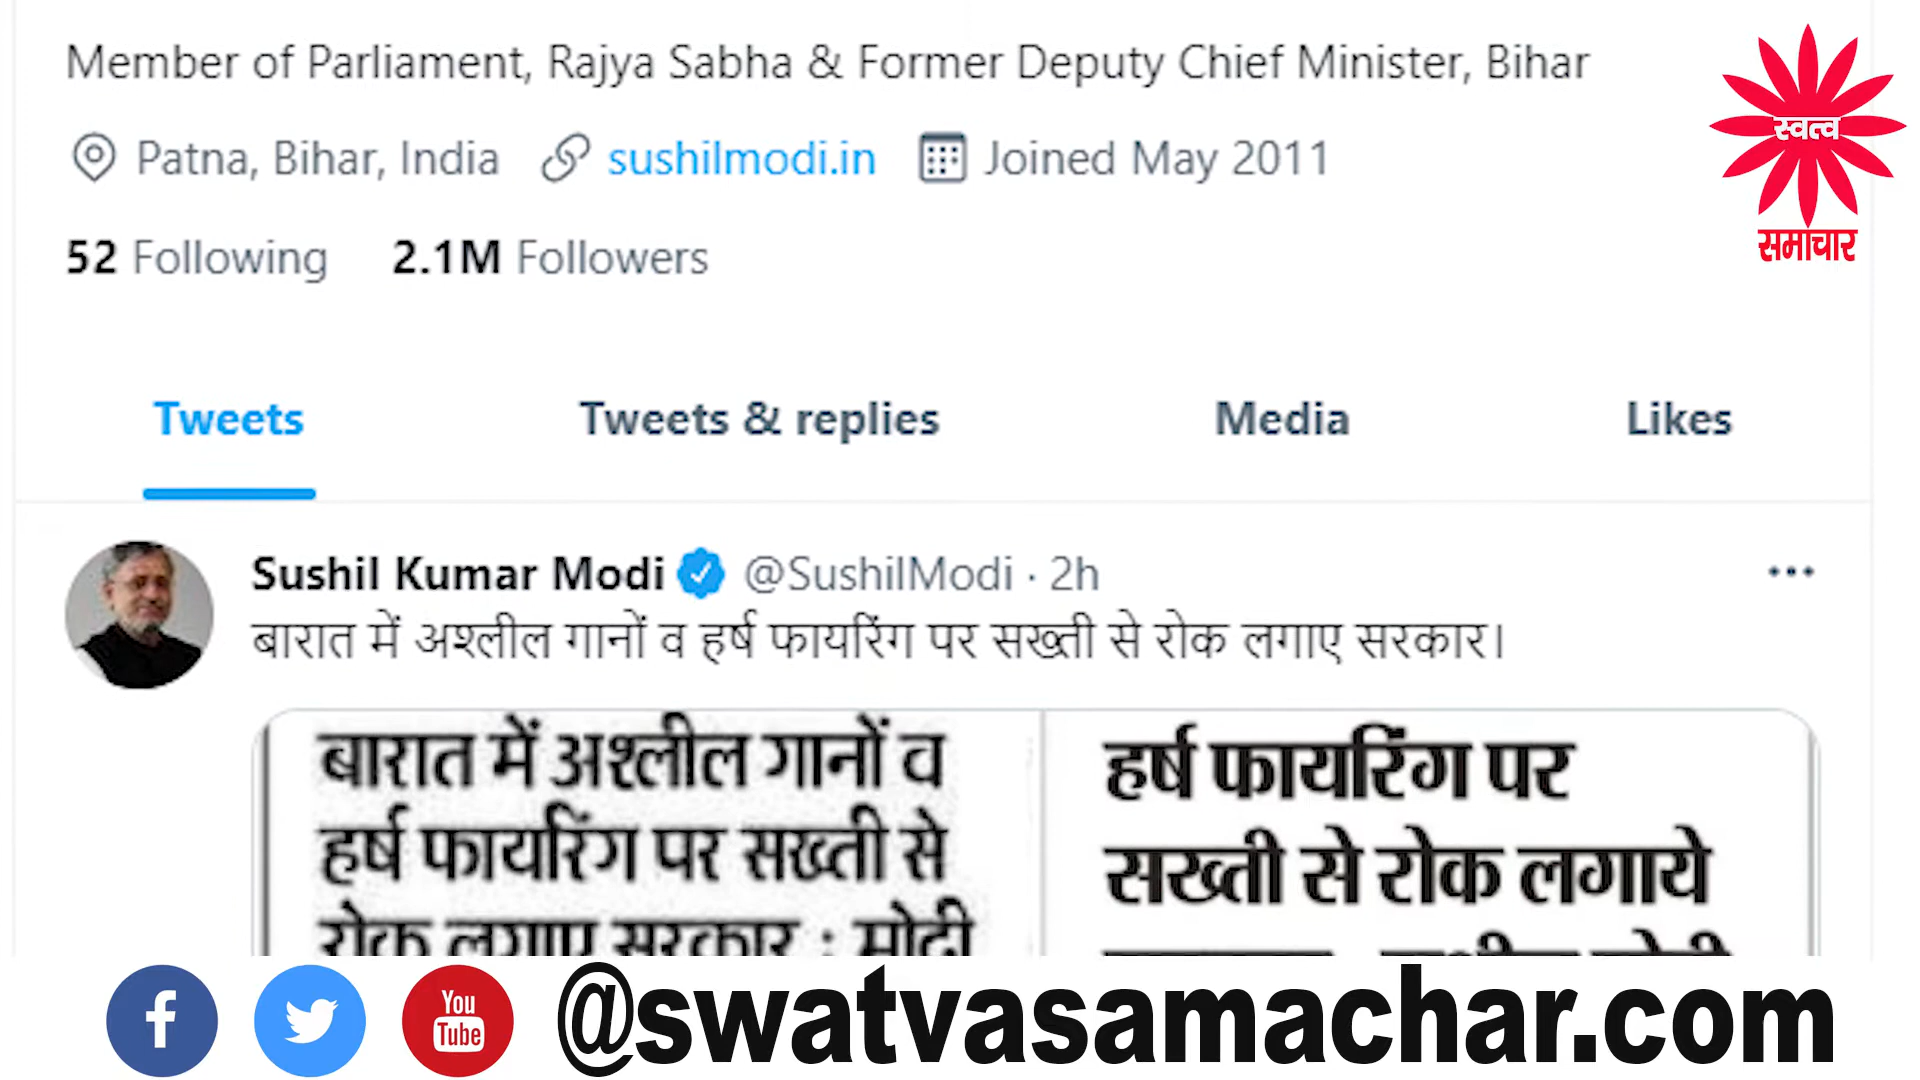 Member of Parliament, Rajya Sabha & Former Deputy Chief Minister, Bihar
Patna, Bihar, India sushilmodi.in Joined May 2011
52 Following 2.1M Followers
स्वत्व
समाचार
Tweets Tweets & replies Media Likes
Sushil Kumar Modi @SushilModi · 2h
बारात में अश्लील गानों व हर्ष फायरिंग पर सख्ती से रोक लगाए सरकार।
बारात में अश्लील गानों व
हर्ष फायरिंग पर सख्ती से
रोक लगाए सरकार : मोदी
हर्ष फायरिंग पर
सख्ती से रोक लगाये
You
Tube
@swatvasamachar.com